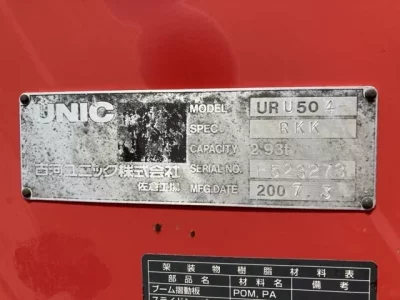 UNIC
古河ユニック株式会社
佐倉工場
MODEL URU504
SPEC. RKK
CAPACITY 2.93t
SERIAL NO.
MFG.DATE 2007.3
架装物樹脂材料表
部品名 材料 備考
ブーム摺動板 POM, PA